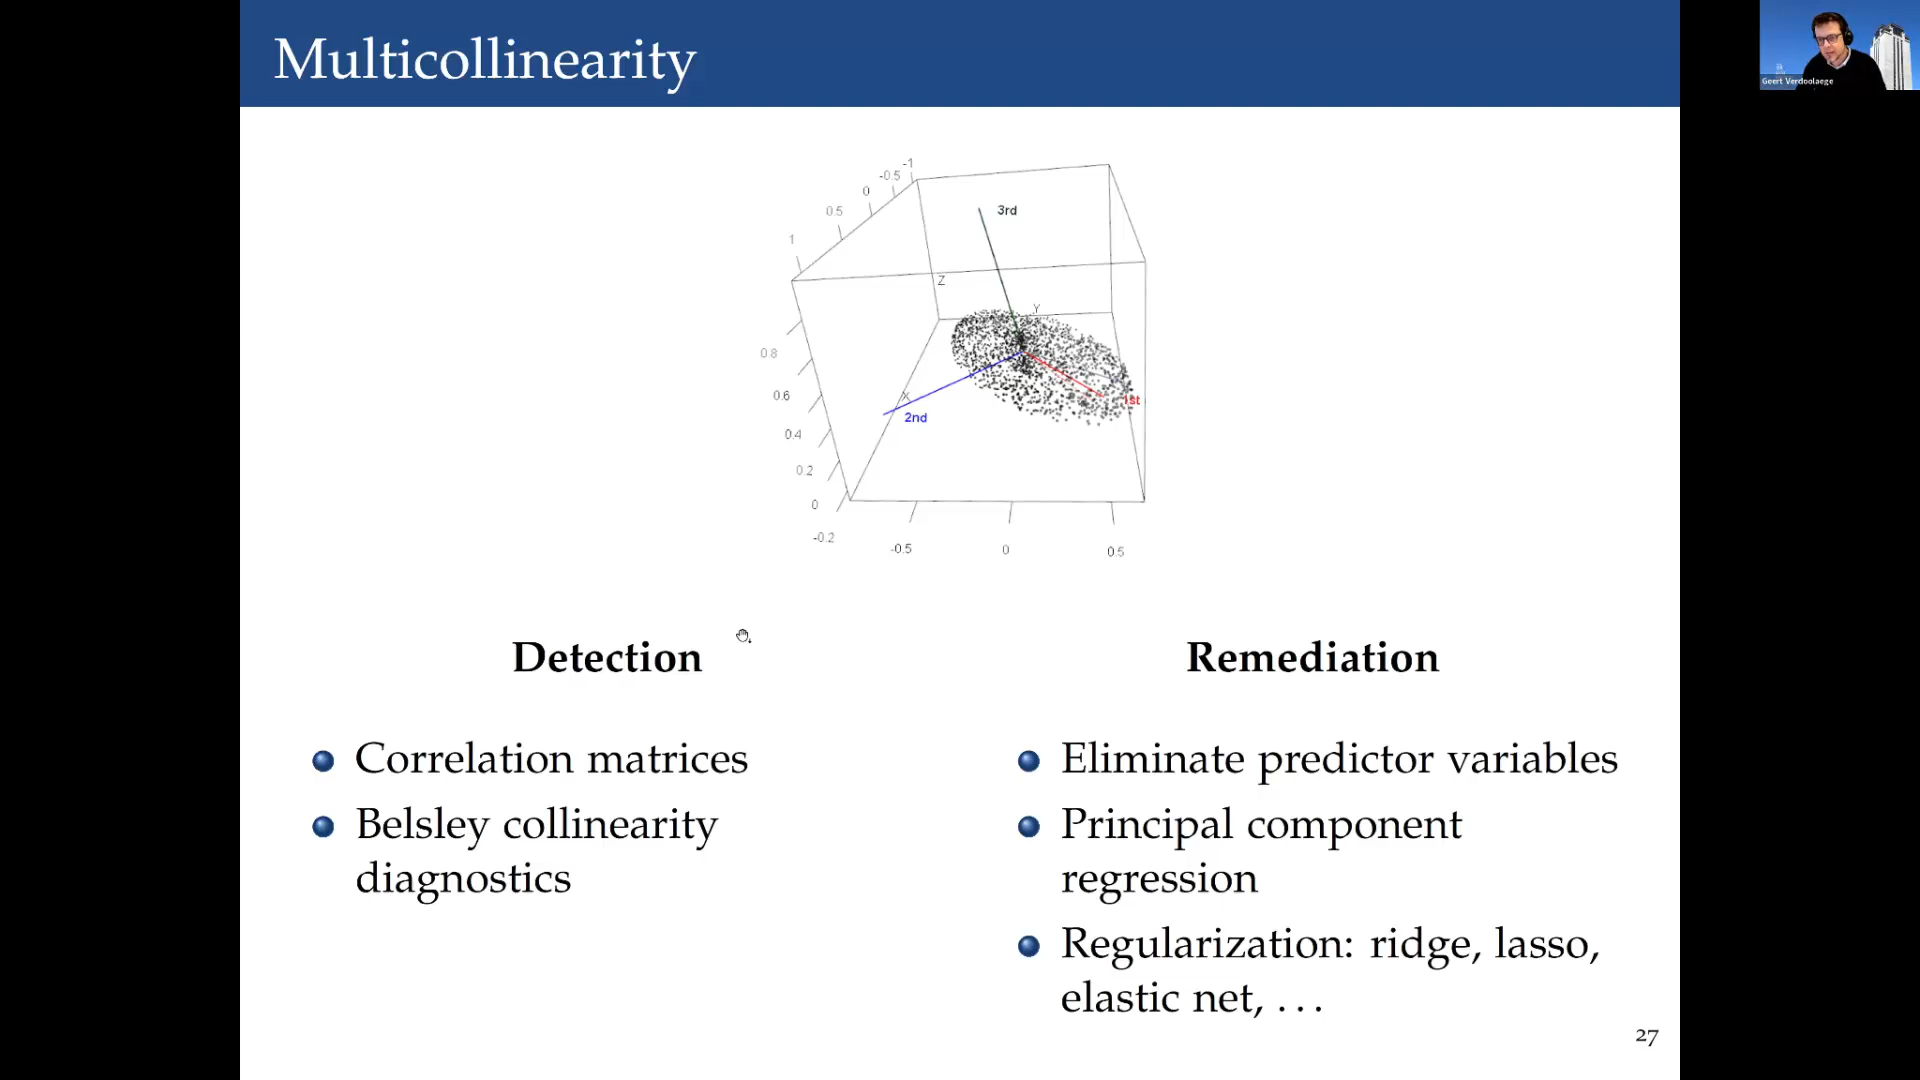 Multicollinearity
Geert Verdoolaege
-1
-0.5
0
0.5
1
3rd
Z
Y
0.8
X
0.6
1st
2nd
0.4
0.2
0
-0.2
-0.5
0
0.5
Detection
Correlation matrices
Belsley collinearity
diagnostics
Remediation
Eliminate predictor variables
Principal component
regression
Regularization: ridge, lasso,
elastic net, . . .
27